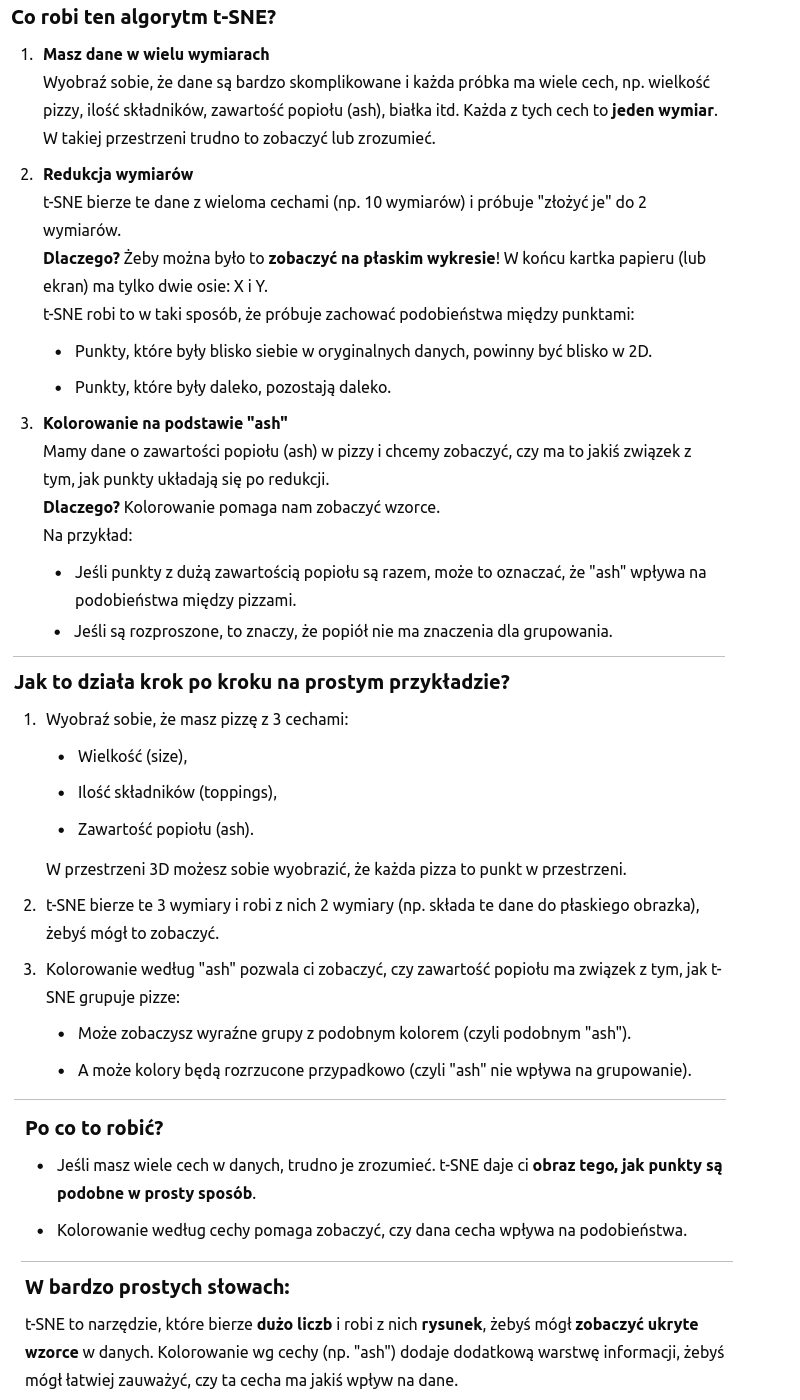 Co robi ten algorytm t-SNE?
1. Masz dane w wielu wymiarach
Wyobraź sobie, że dane są bardzo skomplikowane i każda próbka ma wiele cech, np. wielkość
pizzy, ilość składników, zawartość popiołu (ash), białka itd. Każda z tych cech to jeden wymiar.
W takiej przestrzeni trudno to zobaczyć lub zrozumieć.
2. Redukcja wymiarów
t-SNE bierze te dane z wieloma cechami (np. 10 wymiarów) i próbuje "złożyć je" do 2
wymiarów.
Dlaczego? Żeby można było to zobaczyć na płaskim wykresie! W końcu kartka papieru (lub
ekran) ma tylko dwie osie: X i Y.
t-SNE robi to w taki sposób, że próbuje zachować podobieństwa między punktami:
• Punkty, które były blisko siebie w oryginalnych danych, powinny być blisko w 2D.
• Punkty, które były daleko, pozostają daleko.
3. Kolorowanie na podstawie "ash"
Mamy dane o zawartości popiołu (ash) w pizzy i chcemy zobaczyć, czy ma to jakiś związek z
tym, jak punkty układają się po redukcji.
Dlaczego? Kolorowanie pomaga nam zobaczyć wzorce.
Na przykład:
• Jeśli punkty z dużą zawartością popiołu są razem, może to oznaczać, że "ash" wpływa na
podobieństwa między pizzami.
• Jeśli są rozproszone, to znaczy, że popiół nie ma znaczenia dla grupowania.
Jak to działa krok po kroku na prostym przykładzie?
1. Wyobraź sobie, że masz pizzę z 3 cechami:
• Wielkość (size),
• Ilość składników (toppings),
• Zawartość popiołu (ash).
W przestrzeni 3D możesz sobie wyobrazić, że każda pizza to punkt w przestrzeni.
2. t-SNE bierze te 3 wymiary i robi z nich 2 wymiary (np. składa te dane do płaskiego obrazka),
żebyś mógł to zobaczyć.
3. Kolorowanie według "ash" pozwala ci zobaczyć, czy zawartość popiołu ma związek z tym, jak t-
SNE grupuje pizze:
• Może zobaczysz wyraźne grupy z podobnym kolorem (czyli podobnym "ash").
• A może kolory będą rozrzucone przypadkowo (czyli "ash" nie wpływa na grupowanie).
Po co to robić?
• Jeśli masz wiele cech w danych, trudno je zrozumieć. t-SNE daje ci obraz tego, jak punkty są
podobne w prosty sposób.
• Kolorowanie według cechy pomaga zobaczyć, czy dana cecha wpływa na podobieństwa.
W bardzo prostych słowach:
t-SNE to narzędzie, które bierze dużo liczb i robi z nich rysunek, żebyś mógł zobaczyć ukryte
wzorce w danych. Kolorowanie wg cechy (np. "ash") dodaje dodatkową warstwę informacji, żebyś
mógł łatwiej zauważyć, czy ta cecha ma jakiś wpływ na dane.